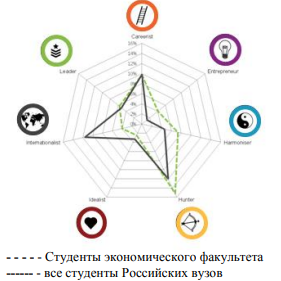 Careerist
16%
14%
12%
10%
8%
6%
4%
2%
0%
Leader
Entrepreneur
Internationalist
Harmoniser
Idealist
Hunter
- - - - - Студенты экономического факультета
------ - все студенты Российских вузов